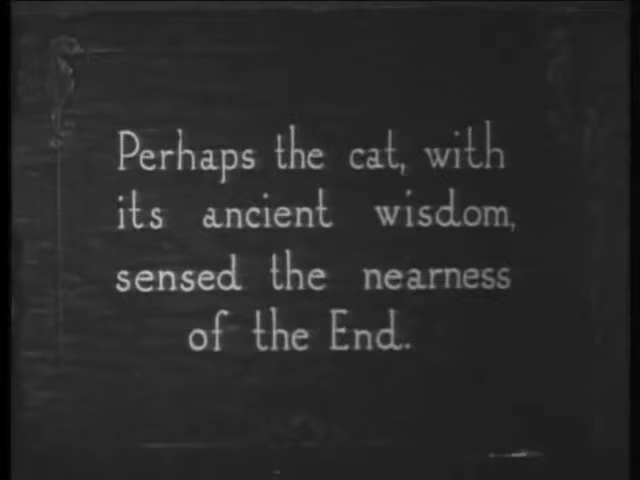 Perhaps the cat, with
its ancient wisdom,
sensed the nearness
of the End.